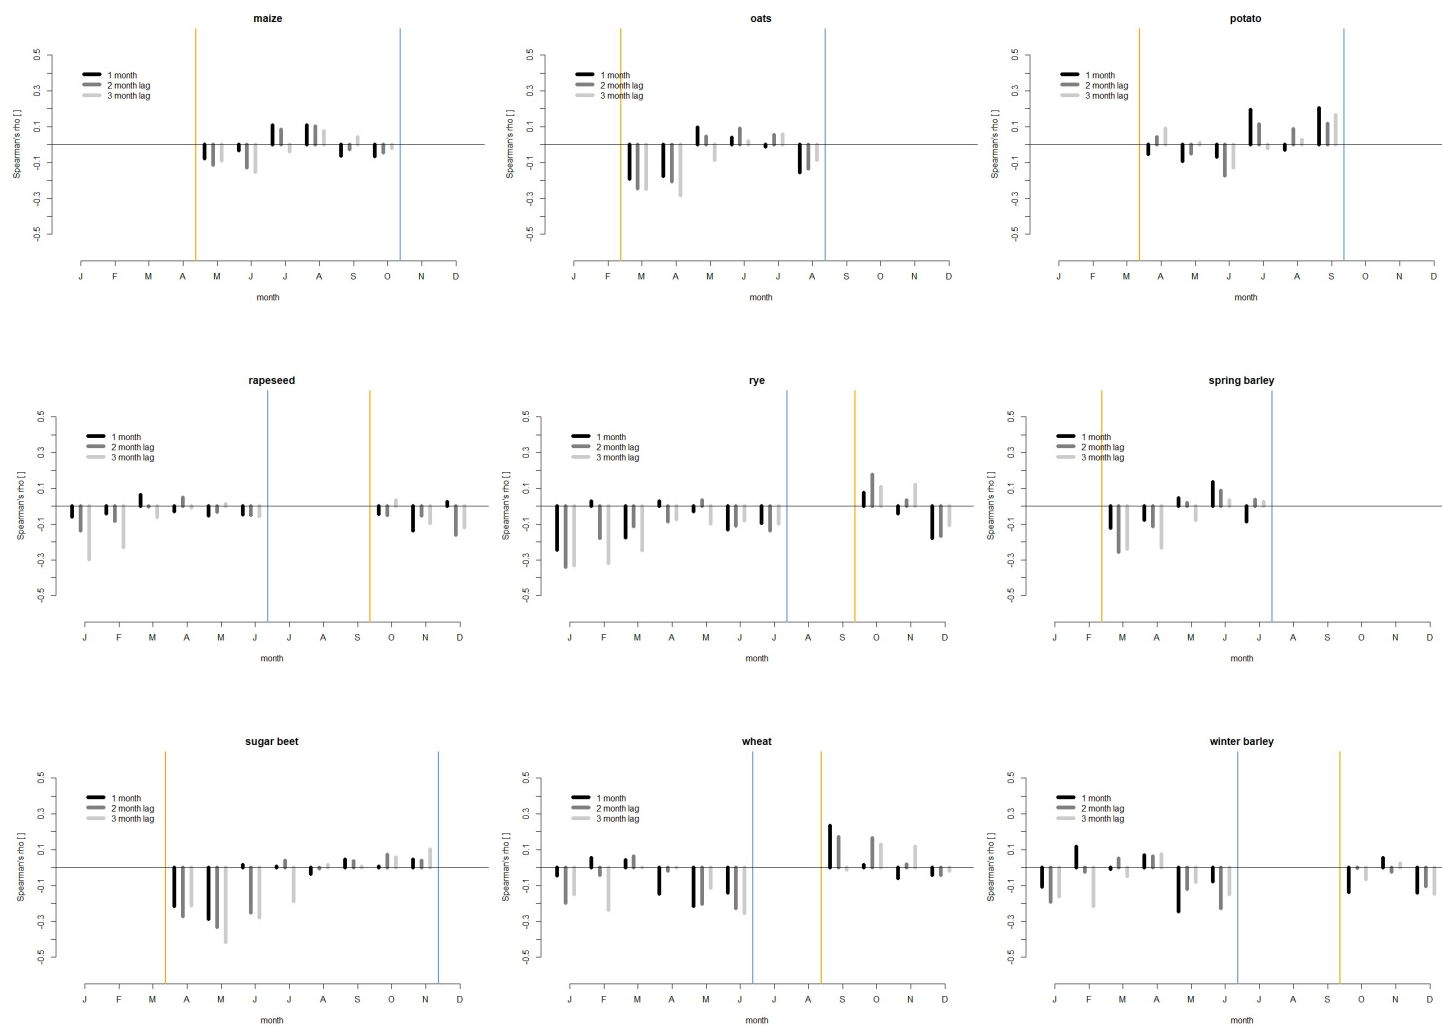 maize
Spearman's rho [ ]
0.5
0.3
0.1
-0.1
-0.3
-0.5
1 month
2 month lag
3 month lag
J F M A M J J A S O N D
month
oats
Spearman's rho [ ]
0.5
0.3
0.1
-0.1
-0.3
-0.5
1 month
2 month lag
3 month lag
J F M A M J J A S O N D
month
potato
Spearman's rho [ ]
0.5
0.3
0.1
-0.1
-0.3
-0.5
1 month
2 month lag
3 month lag
J F M A M J J A S O N D
month
rapeseed
Spearman's rho [ ]
0.5
0.3
0.1
-0.1
-0.3
-0.5
1 month
2 month lag
3 month lag
J F M A M J J A S O N D
month
rye
Spearman's rho [ ]
0.5
0.3
0.1
-0.1
-0.3
-0.5
1 month
2 month lag
3 month lag
J F M A M J J A S O N D
month
spring barley
Spearman's rho [ ]
0.5
0.3
0.1
-0.1
-0.3
-0.5
1 month
2 month lag
3 month lag
J F M A M J J A S O N D
month
sugar beet
Spearman's rho [ ]
0.5
0.3
0.1
-0.1
-0.3
-0.5
1 month
2 month lag
3 month lag
J F M A M J J A S O N D
month
wheat
Spearman's rho [ ]
0.5
0.3
0.1
-0.1
-0.3
-0.5
1 month
2 month lag
3 month lag
J F M A M J J A S O N D
month
winter barley
Spearman's rho [ ]
0.5
0.3
0.1
-0.1
-0.3
-0.5
1 month
2 month lag
3 month lag
J F M A M J J A S O N D
month